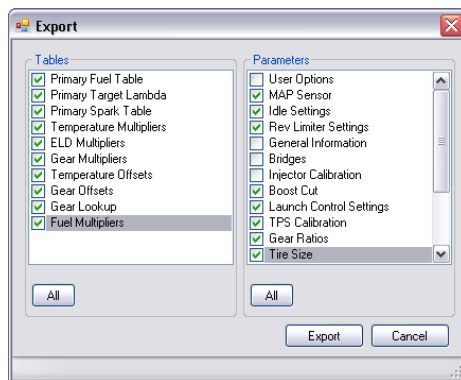 Export
Tables
Primary Fuel Table
Primary Target Lambda
Primary Spark Table
Temperature Multipliers
ELD Multipliers
Gear Multipliers
Temperature Offsets
Gear Offsets
Gear Lookup
Fuel Multipliers
All
Parameters
User Options
MAP Sensor
Idle Settings
Rev Limiter Settings
General Information
Bridges
Injector Calibration
Boost Cut
Launch Control Settings
TPS Calibration
Gear Ratios
Tire Size
All
Export
Cancel